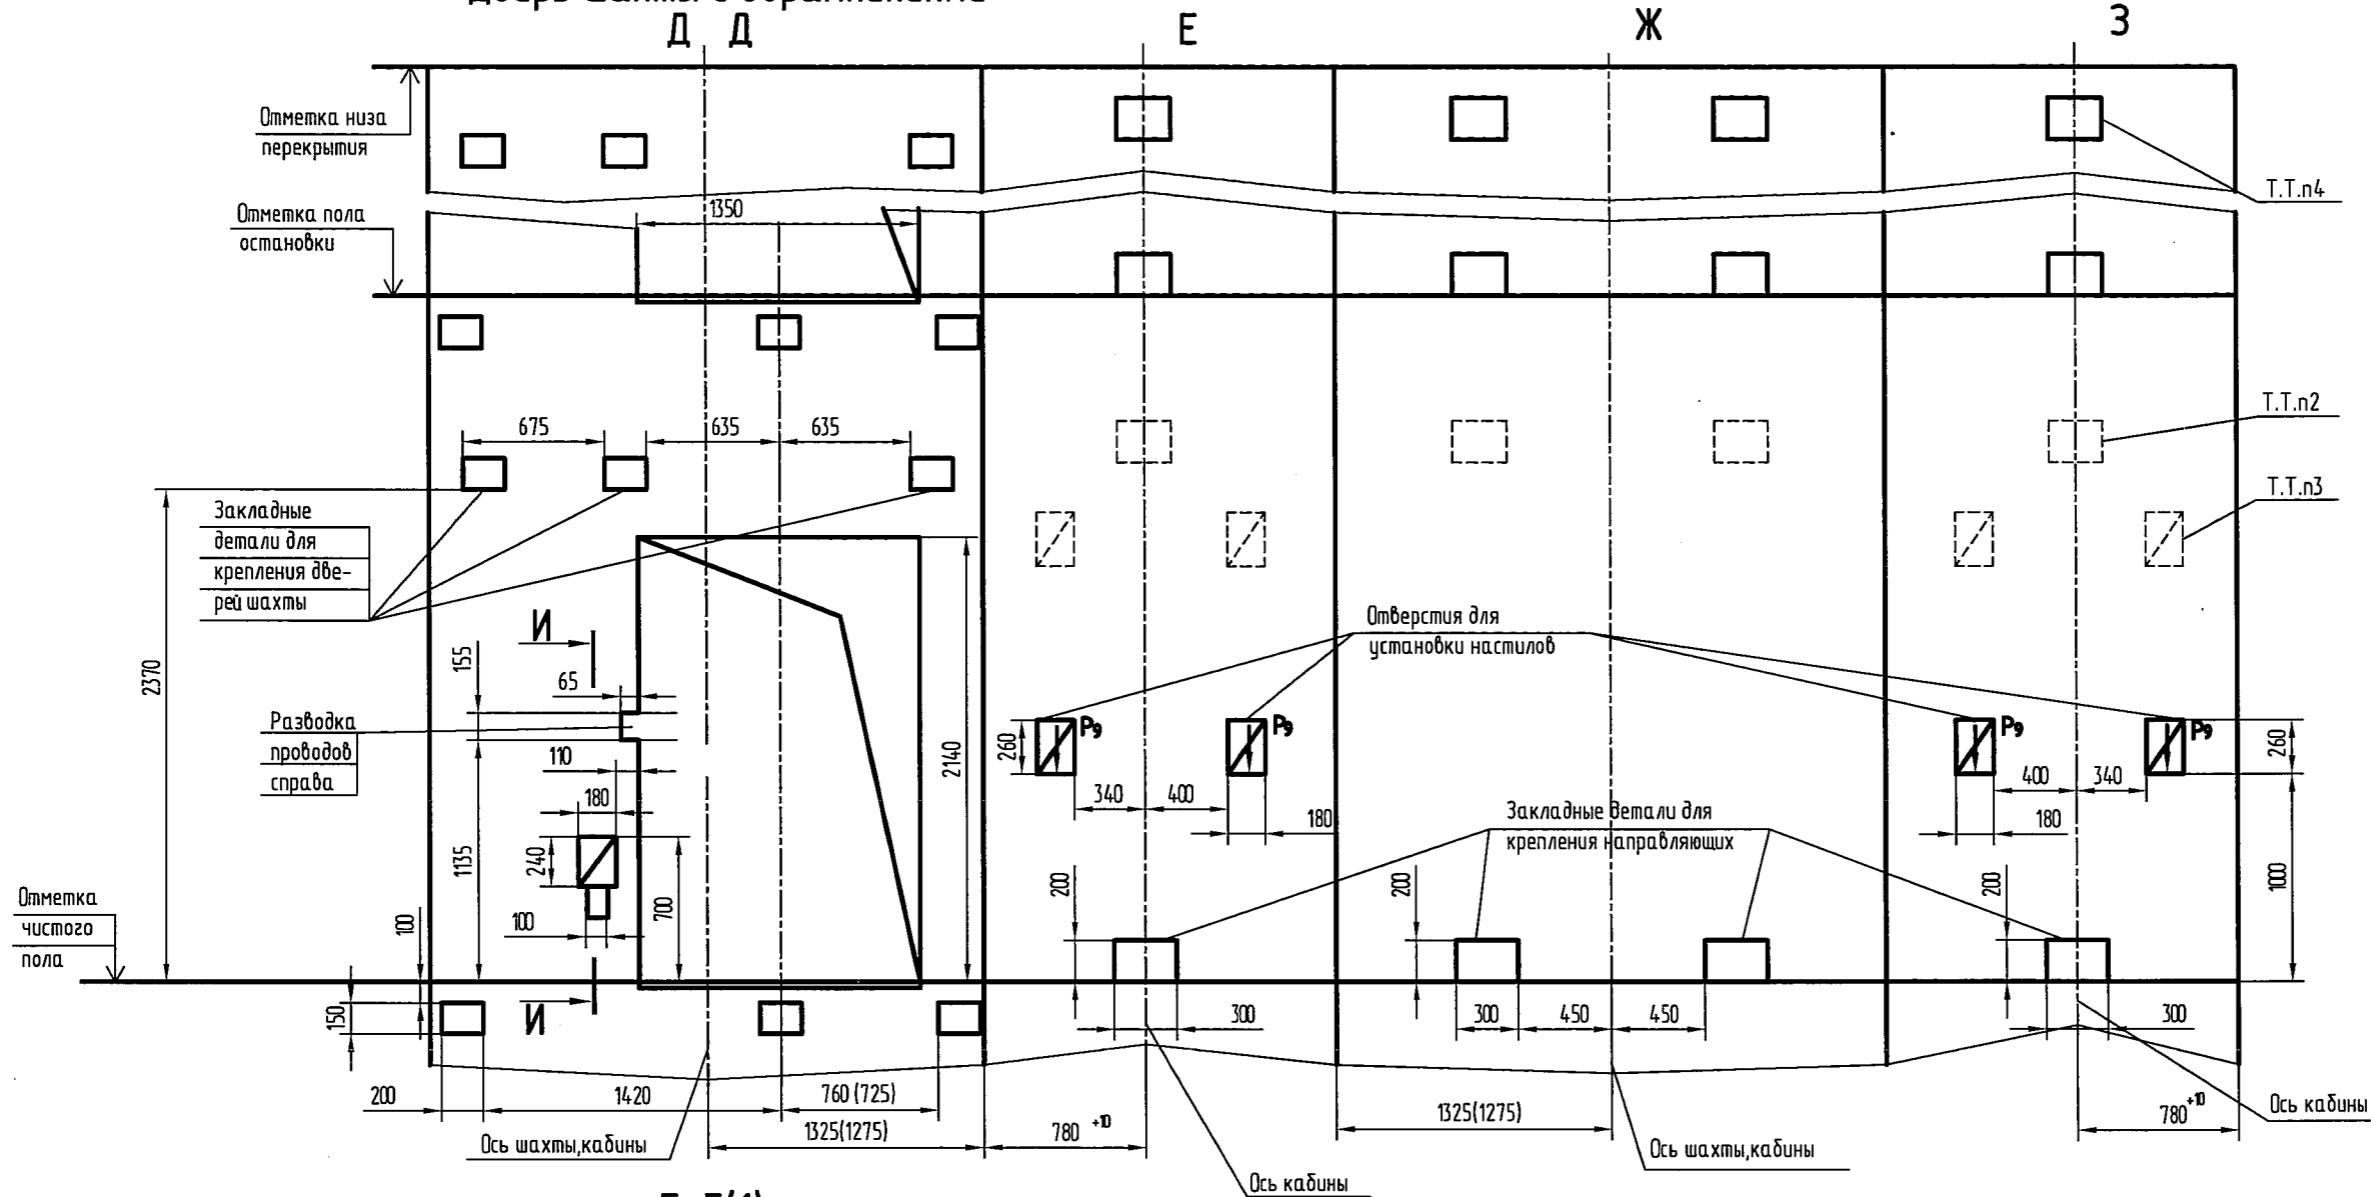 Д Д
Е
Ж
З
Отметка низа
перекрытия
Т.Т.п4
Отметка пола
остановки
1350
Т.Т.п2
675
635
635
Т.Т.п3
Закладные
детали для
крепления две-
рей шахты
2370
И
Отверстия для
установки настилов
155
65
Разводка
проводов
справа
110
180
240
1135
100
700
2140
260
Р9
Р9
340
400
180
Р9
Р9
400
340
180
260
1000
Закладные детали для
крепления направляющих
Отметка
чистого
пола
100
200
200
200
150
И
300
300
450
450
300
200
1420
760 (725)
1325(1275)
780 +10
1325(1275)
780 +10
Ось кабины
Ось шахты,кабины
Ось шахты,кабины
Ось кабины